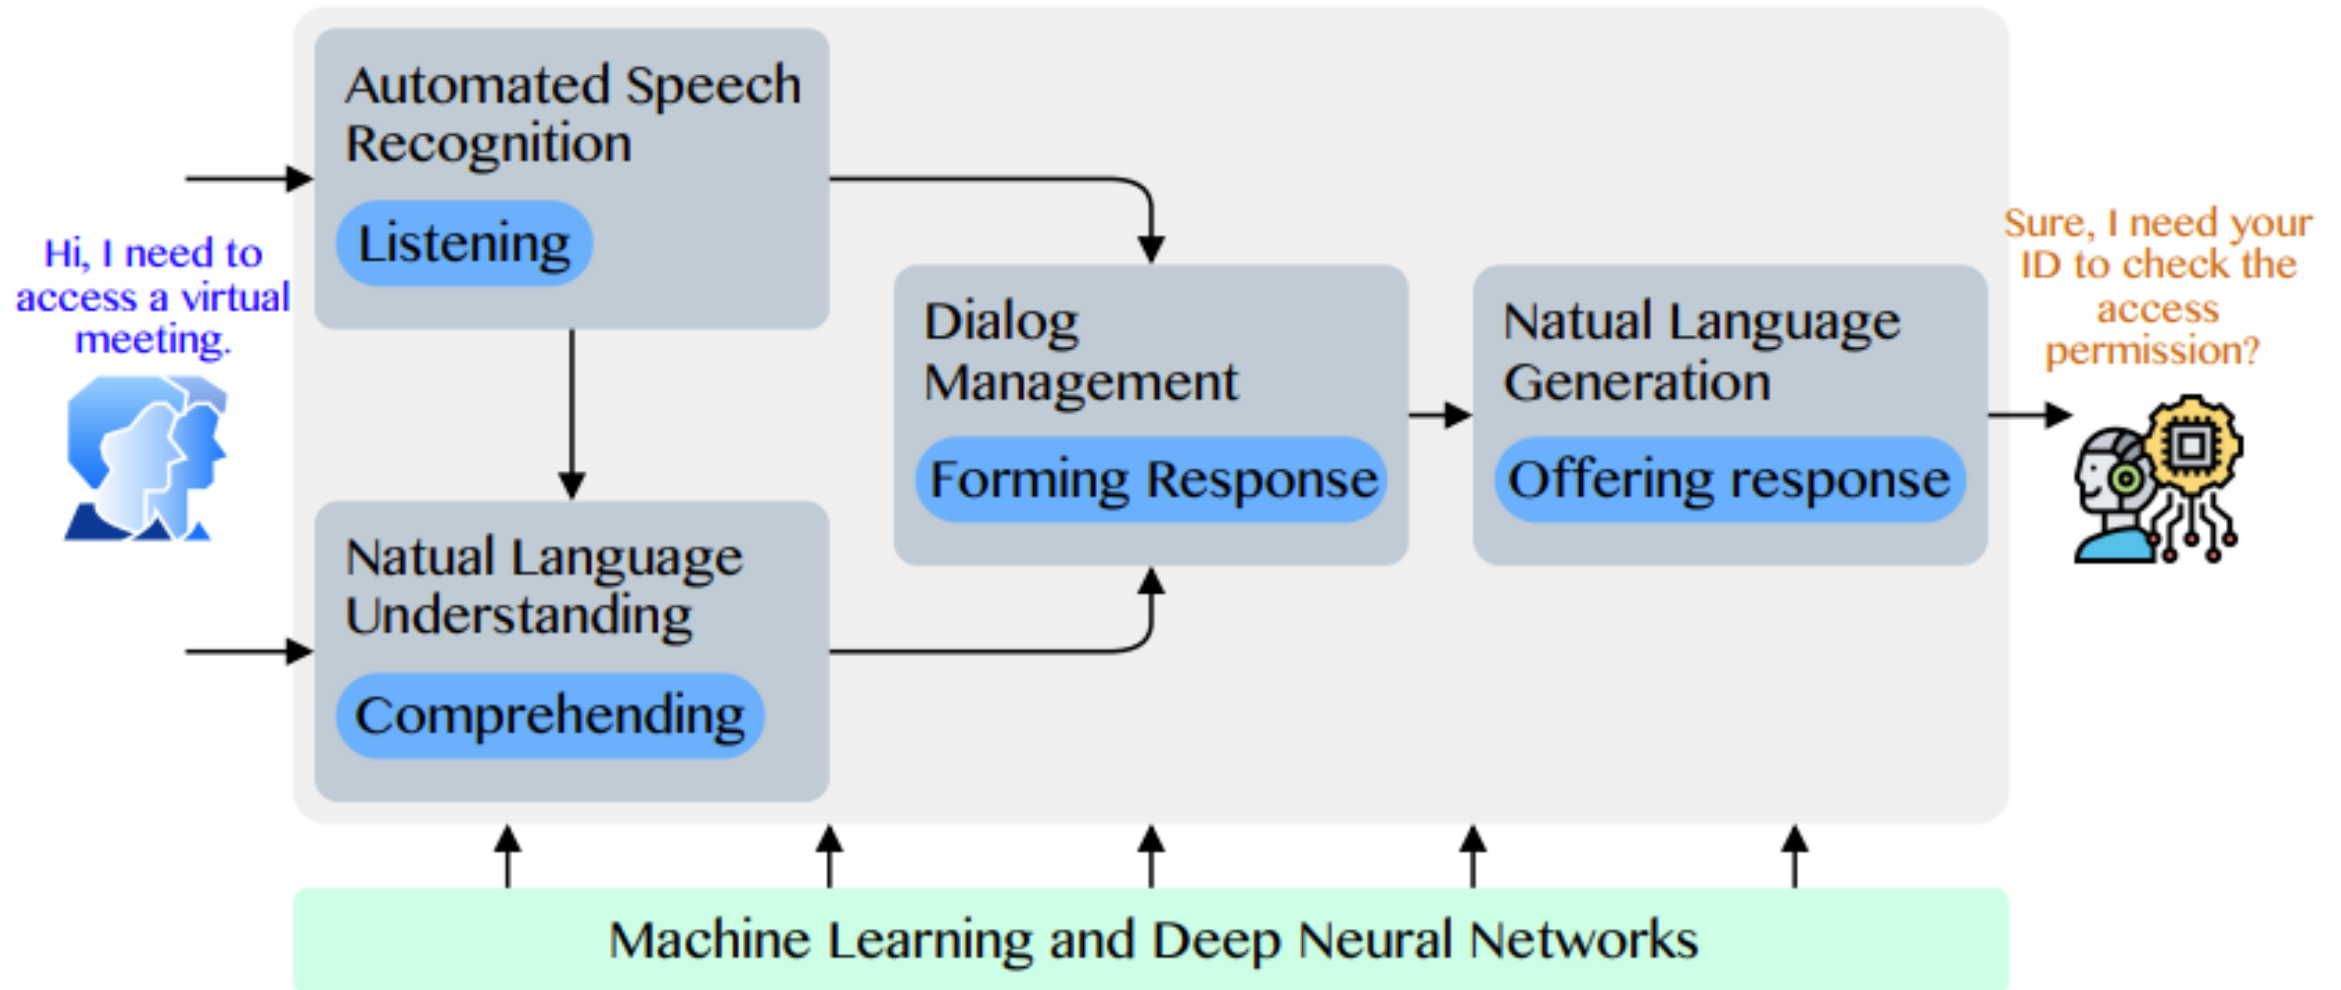 Hi, I need to
access a virtual
meeting.
Automated Speech
Recognition
Listening
Natual Language
Understanding
Comprehending
Dialog
Management
Forming Response
Natual Language
Generation
Offering response
Sure, I need your
ID to check the
access
permission?
Machine Learning and Deep Neural Networks